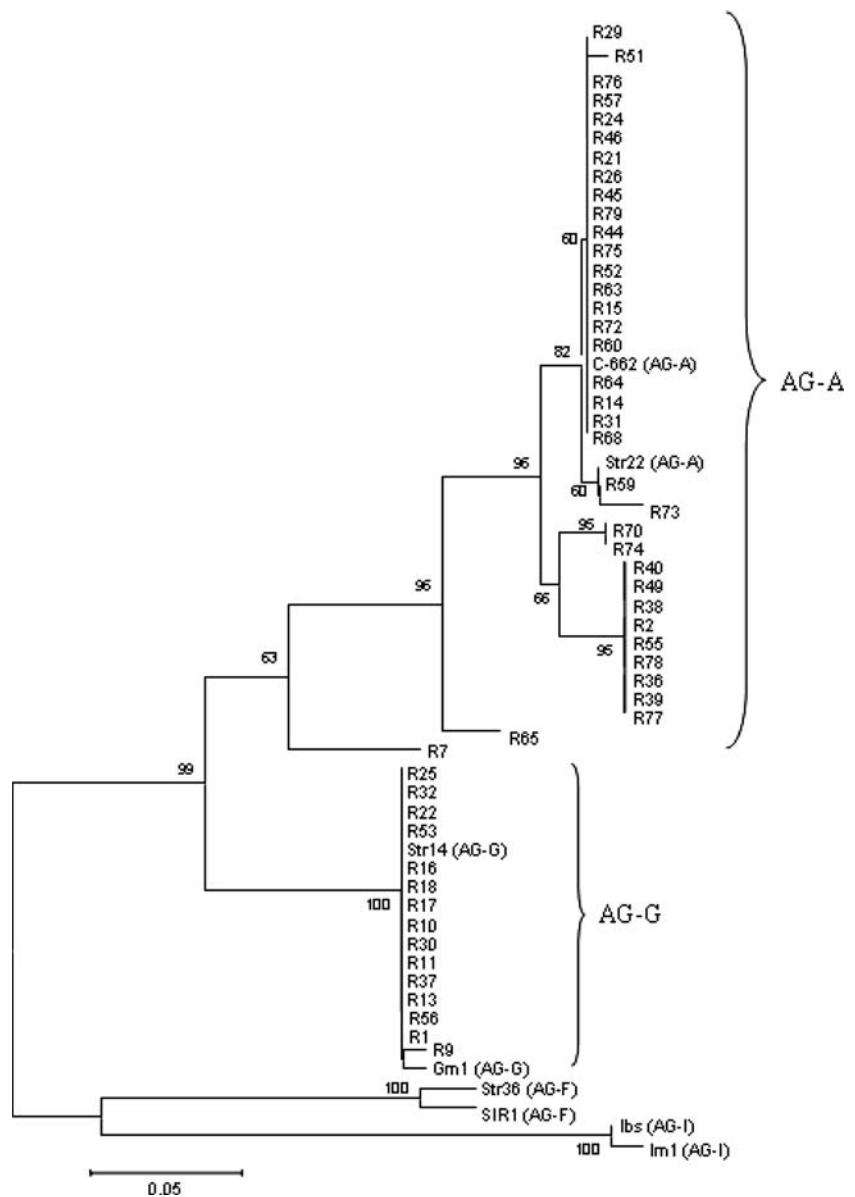 R29
R51
R76
R57
R24
R46
R21
R26
R45
R79
R44
60
R75
R52
R63
R15
R72
R60
82
C-662 (AG-A)
AG-A
R64
R14
R31
R68
96
Str22 (AG-A)
R59
60
R73
95
R70
R74
R40
96
R49
66
R38
R2
95
R55
R78
63
R36
R39
R77
R65
R7
99
R25
R32
R22
R53
Str14 (AG-G)
R16
R18
100
R17
AG-G
R10
R30
R11
R37
R13
R56
R1
R9
Gm1 (AG-G)
100
Str36 (AG-F)
SIR1 (AG-F)
Ibs (AG-I)
100
Im1 (AG-I)
0.05